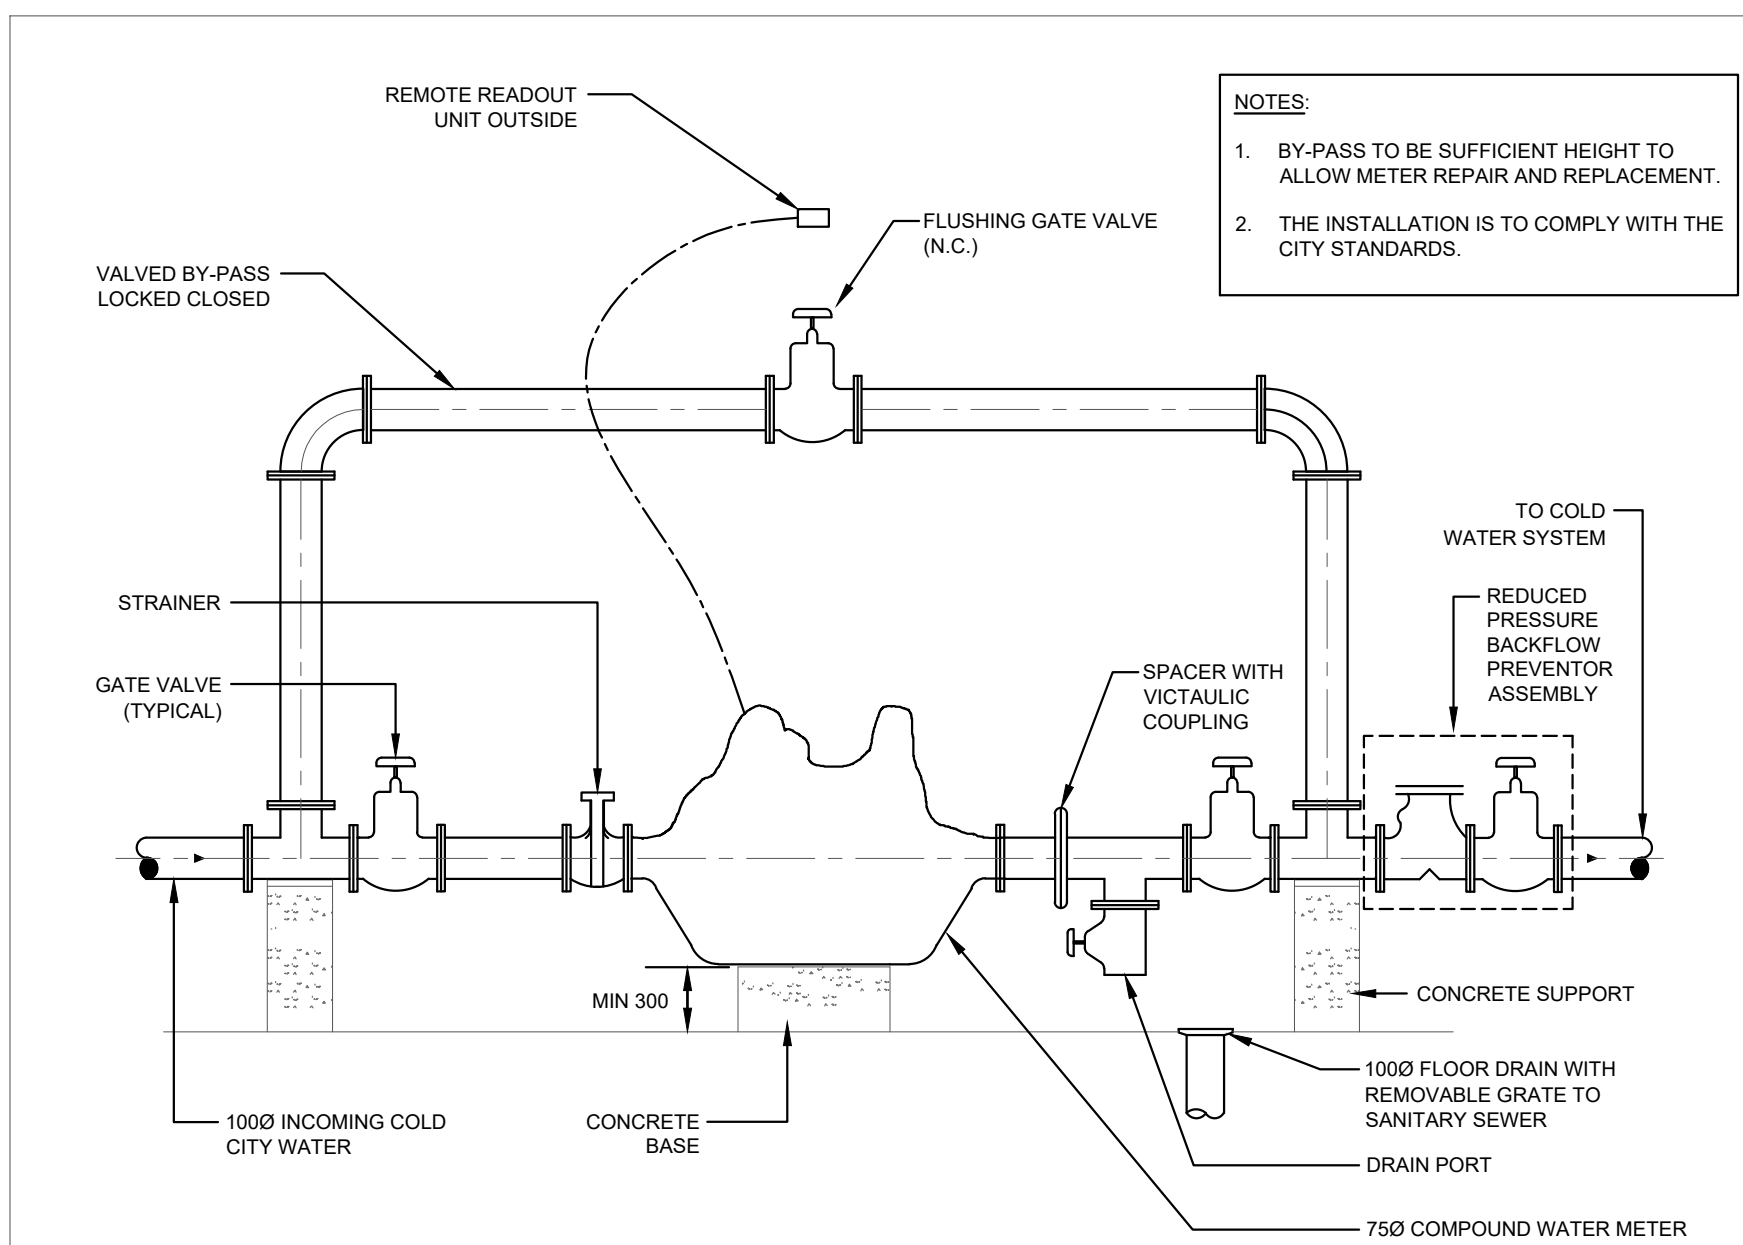 REMOTE READOUT
UNIT OUTSIDE
NOTES:
1. BY-PASS TO BE SUFFICIENT HEIGHT TO
ALLOW METER REPAIR AND REPLACEMENT.
2. THE INSTALLATION IS TO COMPLY WITH THE
CITY STANDARDS.
FLUSHING GATE VALVE
(N.C.)
VALVED BY-PASS
LOCKED CLOSED
TO COLD
WATER SYSTEM
STRAINER
REDUCED
PRESSURE
BACKFLOW
PREVENTOR
ASSEMBLY
GATE VALVE
(TYPICAL)
SPACER WITH
VICTAULIC
COUPLING
MIN 300
CONCRETE SUPPORT
100Ø FLOOR DRAIN WITH
REMOVABLE GRATE TO
SANITARY SEWER
100Ø INCOMING COLD
CITY WATER
CONCRETE
BASE
DRAIN PORT
75Ø COMPOUND WATER METER